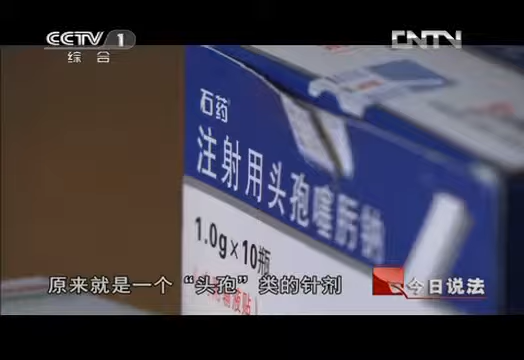 CCTV 1
综合
CNTV
石药
注射用头孢噻肟钠
1.0g×10瓶
原来就是一个“头孢”类的针剂
今日说法